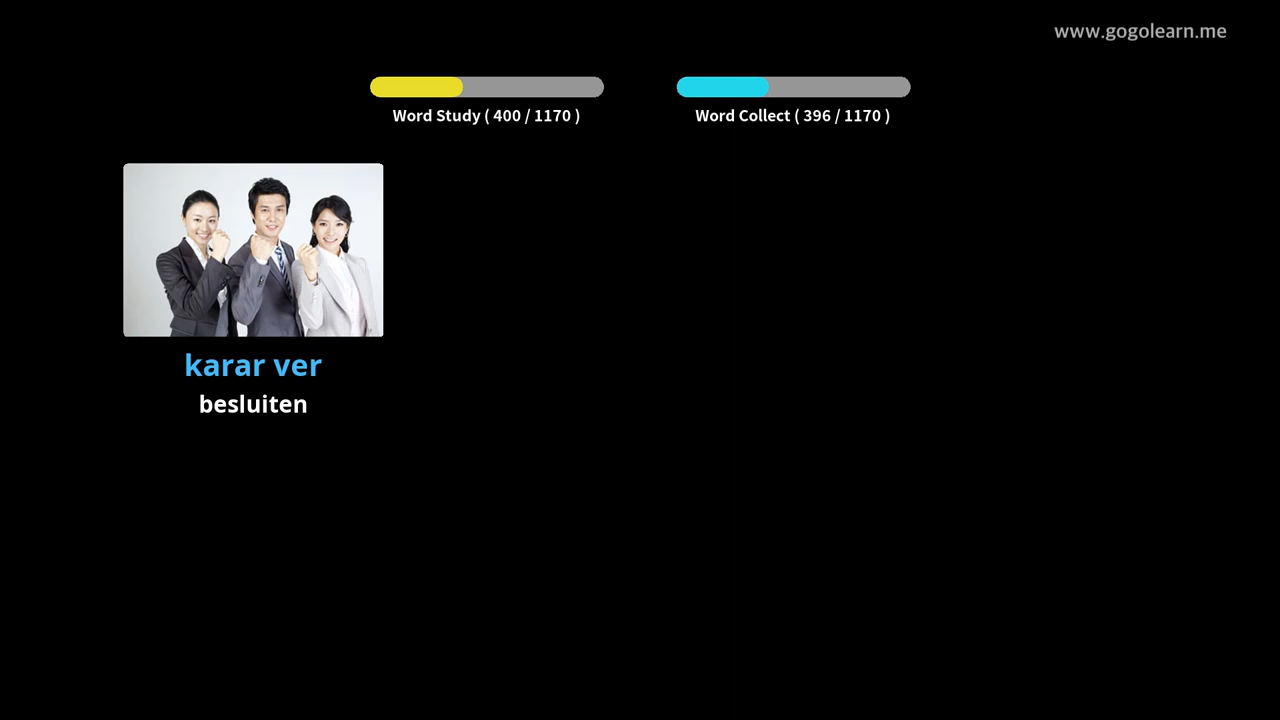 www.gogolearn.me
Word Study ( 400 / 1170 )
Word Collect ( 396 / 1170 )
karar ver
besluiten